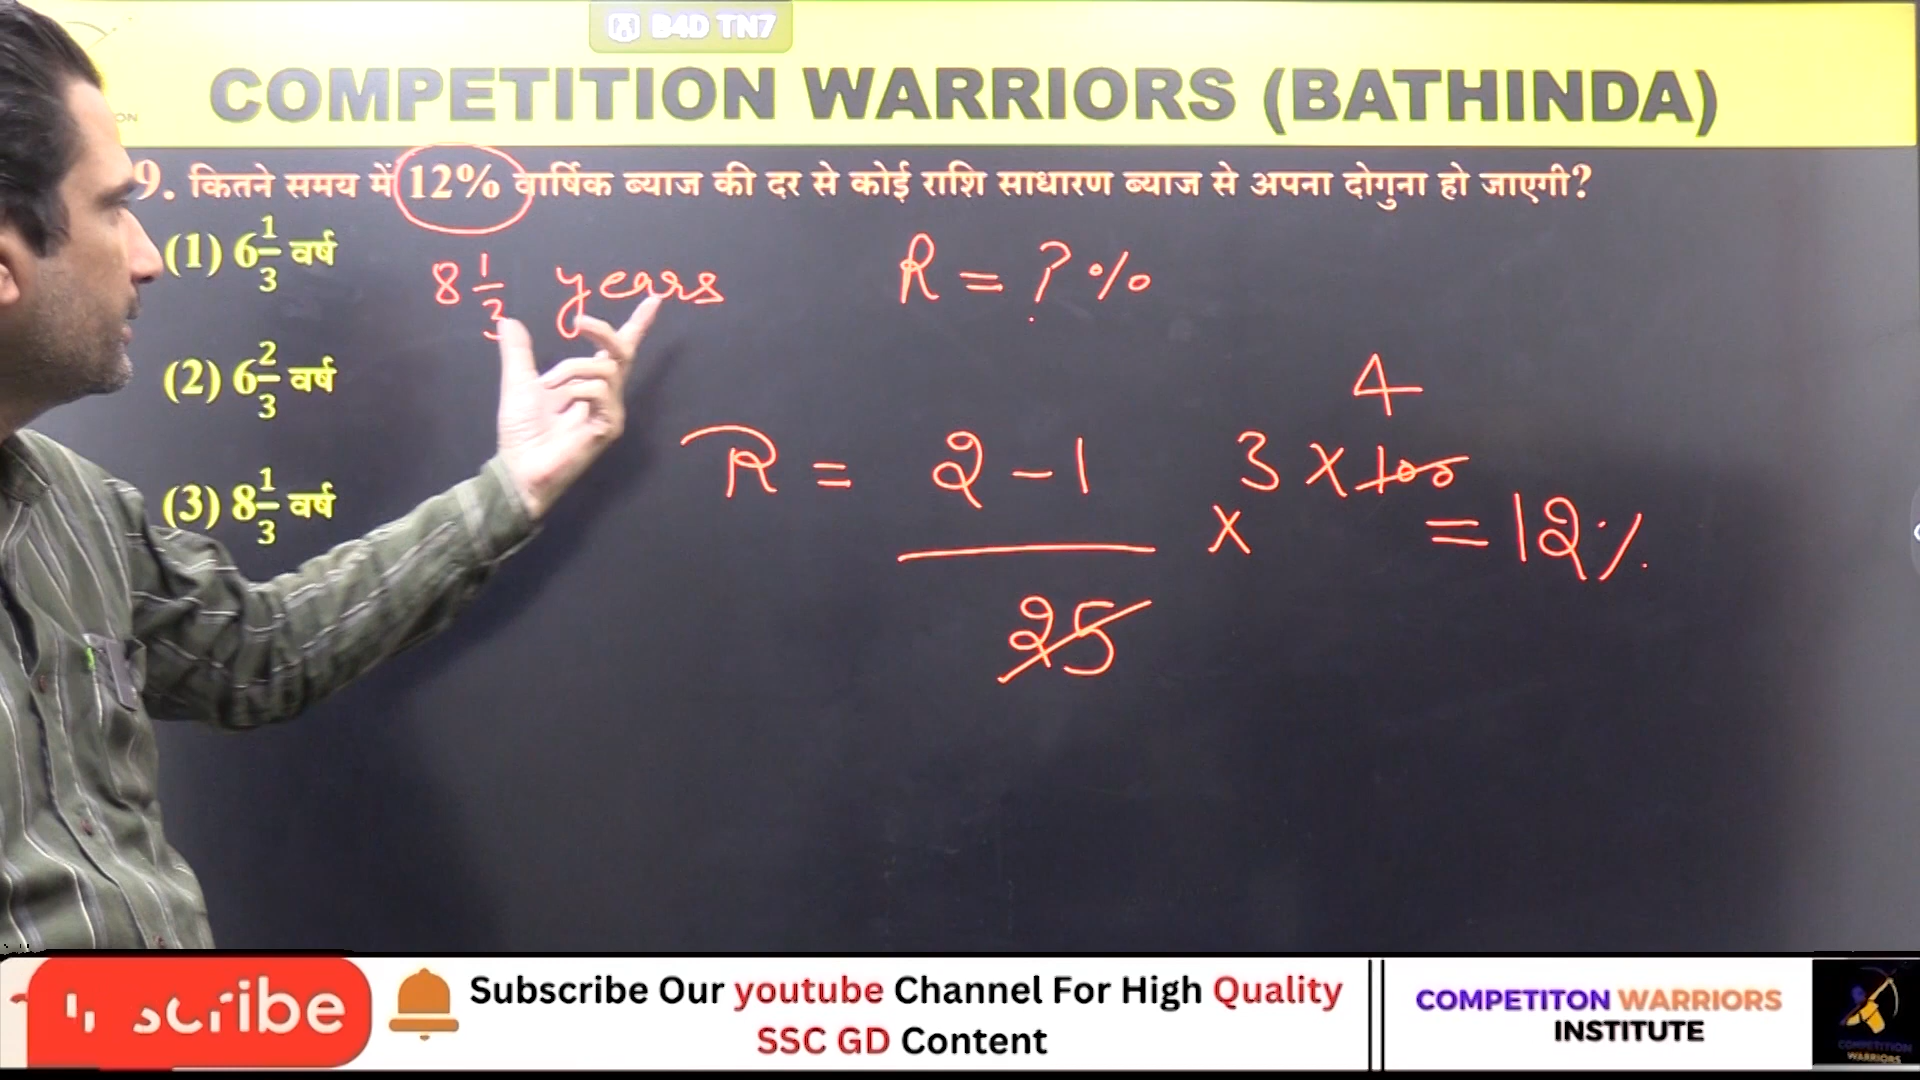 B4D TN7
COMPETITION WARRIORS (BATHINDA)
9. कितने समय में 12% वार्षिक ब्याज की दर से कोई राशि साधारण ब्याज से अपना दोगुना हो जाएगी?
(1) 6 1/3 वर्ष
8 1/3 years
R = ? %
(2) 6 2/3 वर्ष
(3) 8 1/3 वर्ष
4
R = 2 - 1 × 3 × 100 = 12%
25
Subscribe Our youtube Channel For High Quality
SSC GD Content
COMPETITON WARRIORS
INSTITUTE
COMPETITION
WARRIORS